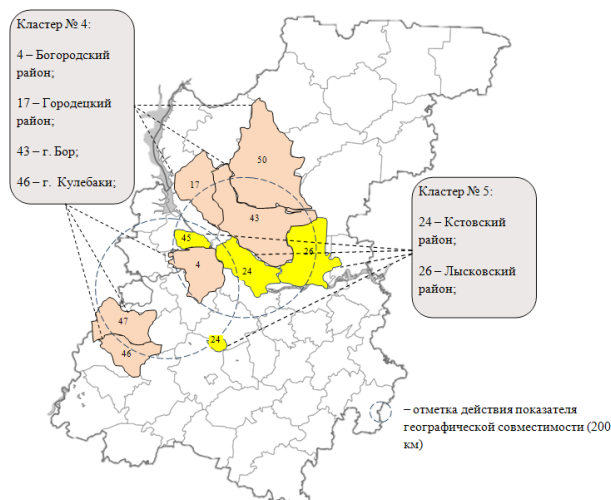 Кластер № 4:
4 – Богородский
район;
17 – Городецкий
район;
43 – г. Бор;
46 – г. Кулебаки;
Кластер № 5:
24 – Кстовский
район;
26 – Лысковский
район;
50
17
43
45
26
4
24
47
24
46
– отметка действия показателя
географической совместимости (200
км)